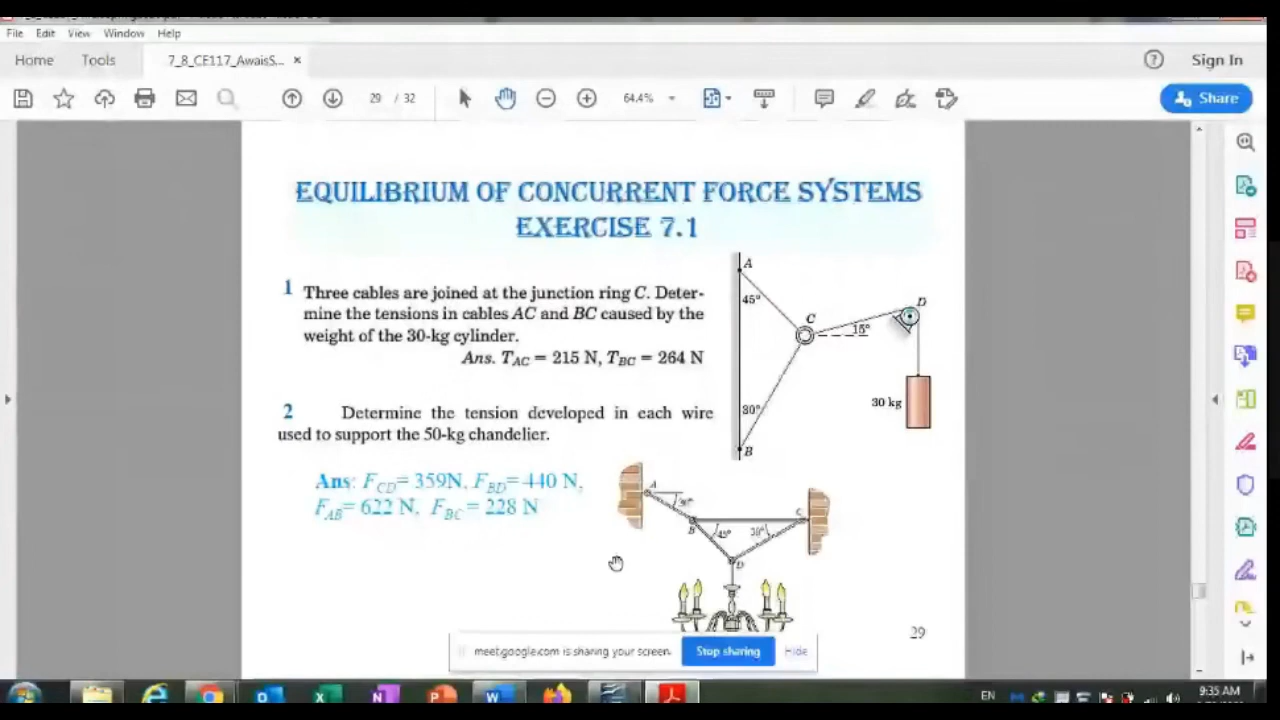 File Edit View Window Help
Home Tools 7_8_CE117_AwaisS... × Sign In
29 / 32 64.4% Share
EQUILIBRIUM OF CONCURRENT FORCE SYSTEMS
EXERCISE 7.1
1 Three cables are joined at the junction ring C. Deter-
mine the tensions in cables AC and BC caused by the
weight of the 30-kg cylinder.
Ans. TAC = 215 N, TBC = 264 N
A
45°
C
D
15°
30 kg
30°
B
2 Determine the tension developed in each wire
used to support the 50-kg chandelier.
Ans: FCD= 359N, FBD= 440 N,
FAB= 622 N, FBC = 228 N
A
30°
B
C
45°
30°
D
29
meet.google.com is sharing your screen.
Stop sharing
Hide
EN
9:35 AM